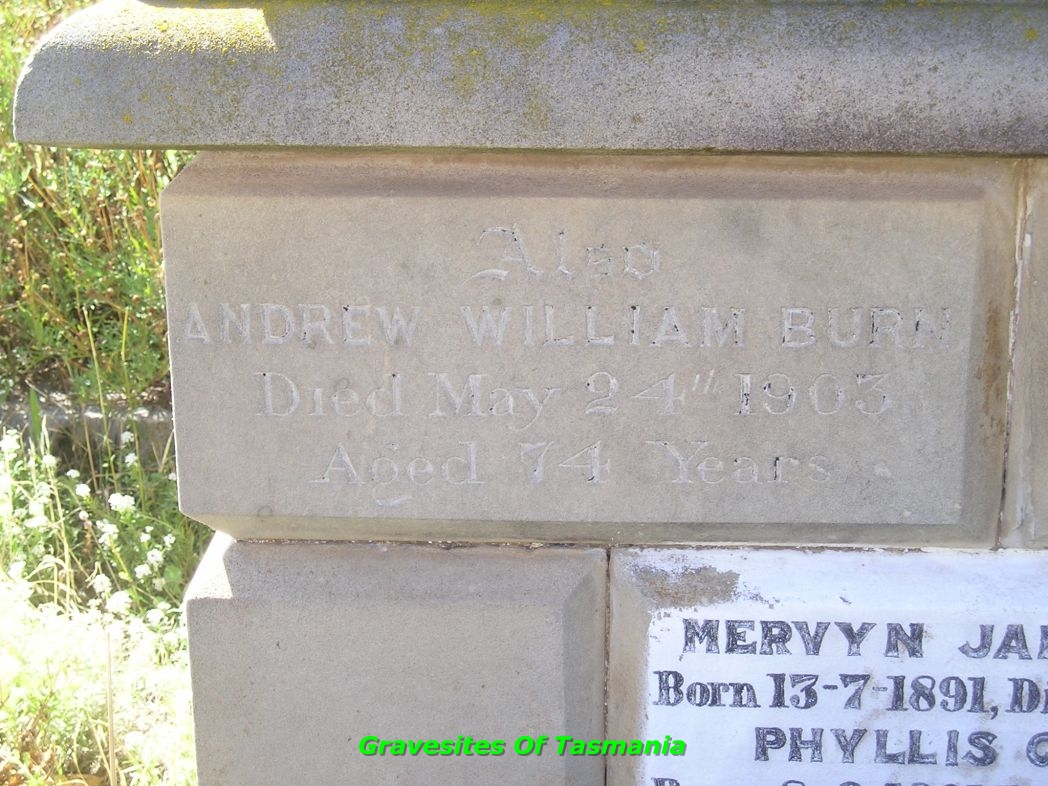 Also
ANDREW WILLIAM BURN
Died May 24th 1903
Aged 74 Years
MERVYN
Born 13-7-1891,
PHYLLIS
Gravesites Of Tasmania